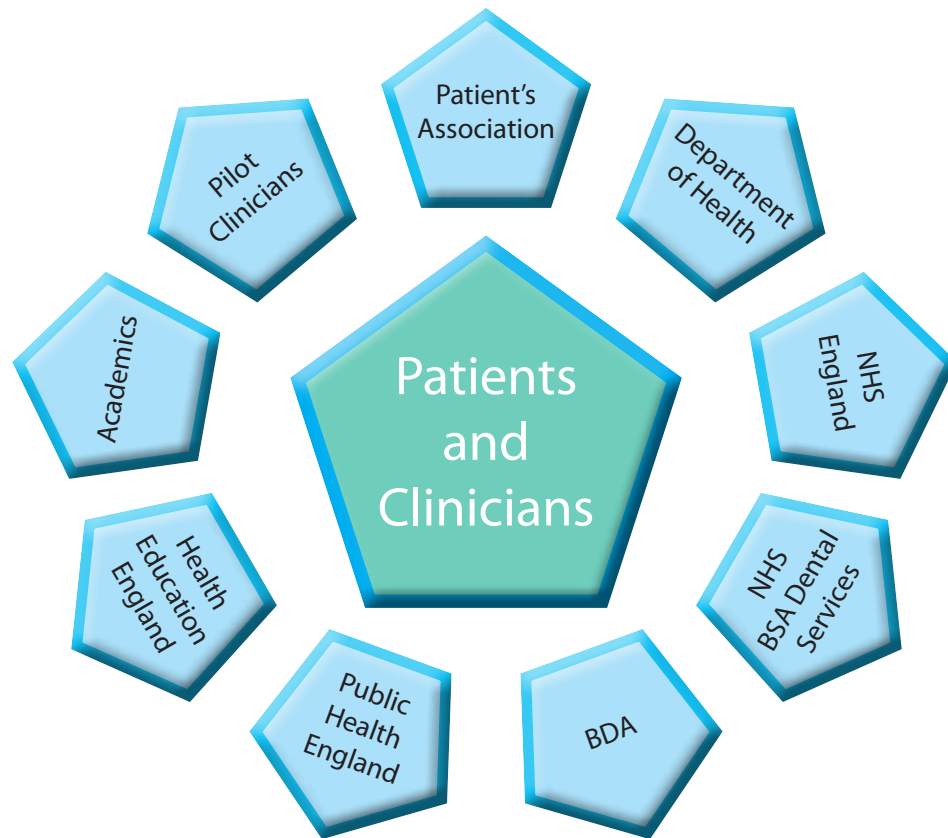 Patient’s
Association
Department
of Health
NHS
England
NHS
BSA Dental
Services
BDA
Public
Health
England
Health
Education
England
Academics
Pilot
Clinicians
Patients
and
Clinicians